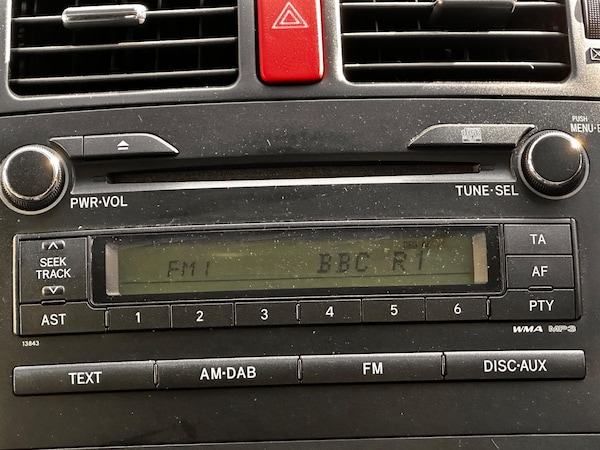 PUSH
MENU·
PWR·VOL
TUNE·SEL
SEEK
TRACK
FM1 BBC R1
TA
AF
PTY
AST 1 2 3 4 5 6
13843
WMA MP3
TEXT AM·DAB FM DISC·AUX